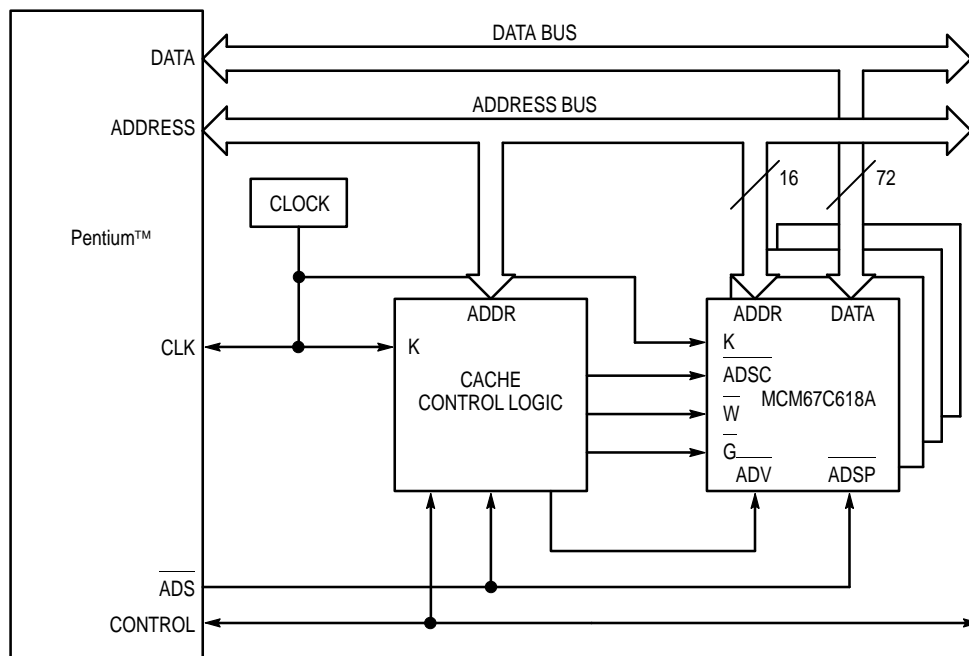 DATA BUS
DATA
ADDRESS BUS
ADDRESS
16
72
CLOCK
Pentium™
ADDR
ADDR
DATA
CLK
K
K
CACHE
CONTROL LOGIC
ADSC
MCM67C618A
W
G
ADV
ADSP
ADS
CONTROL